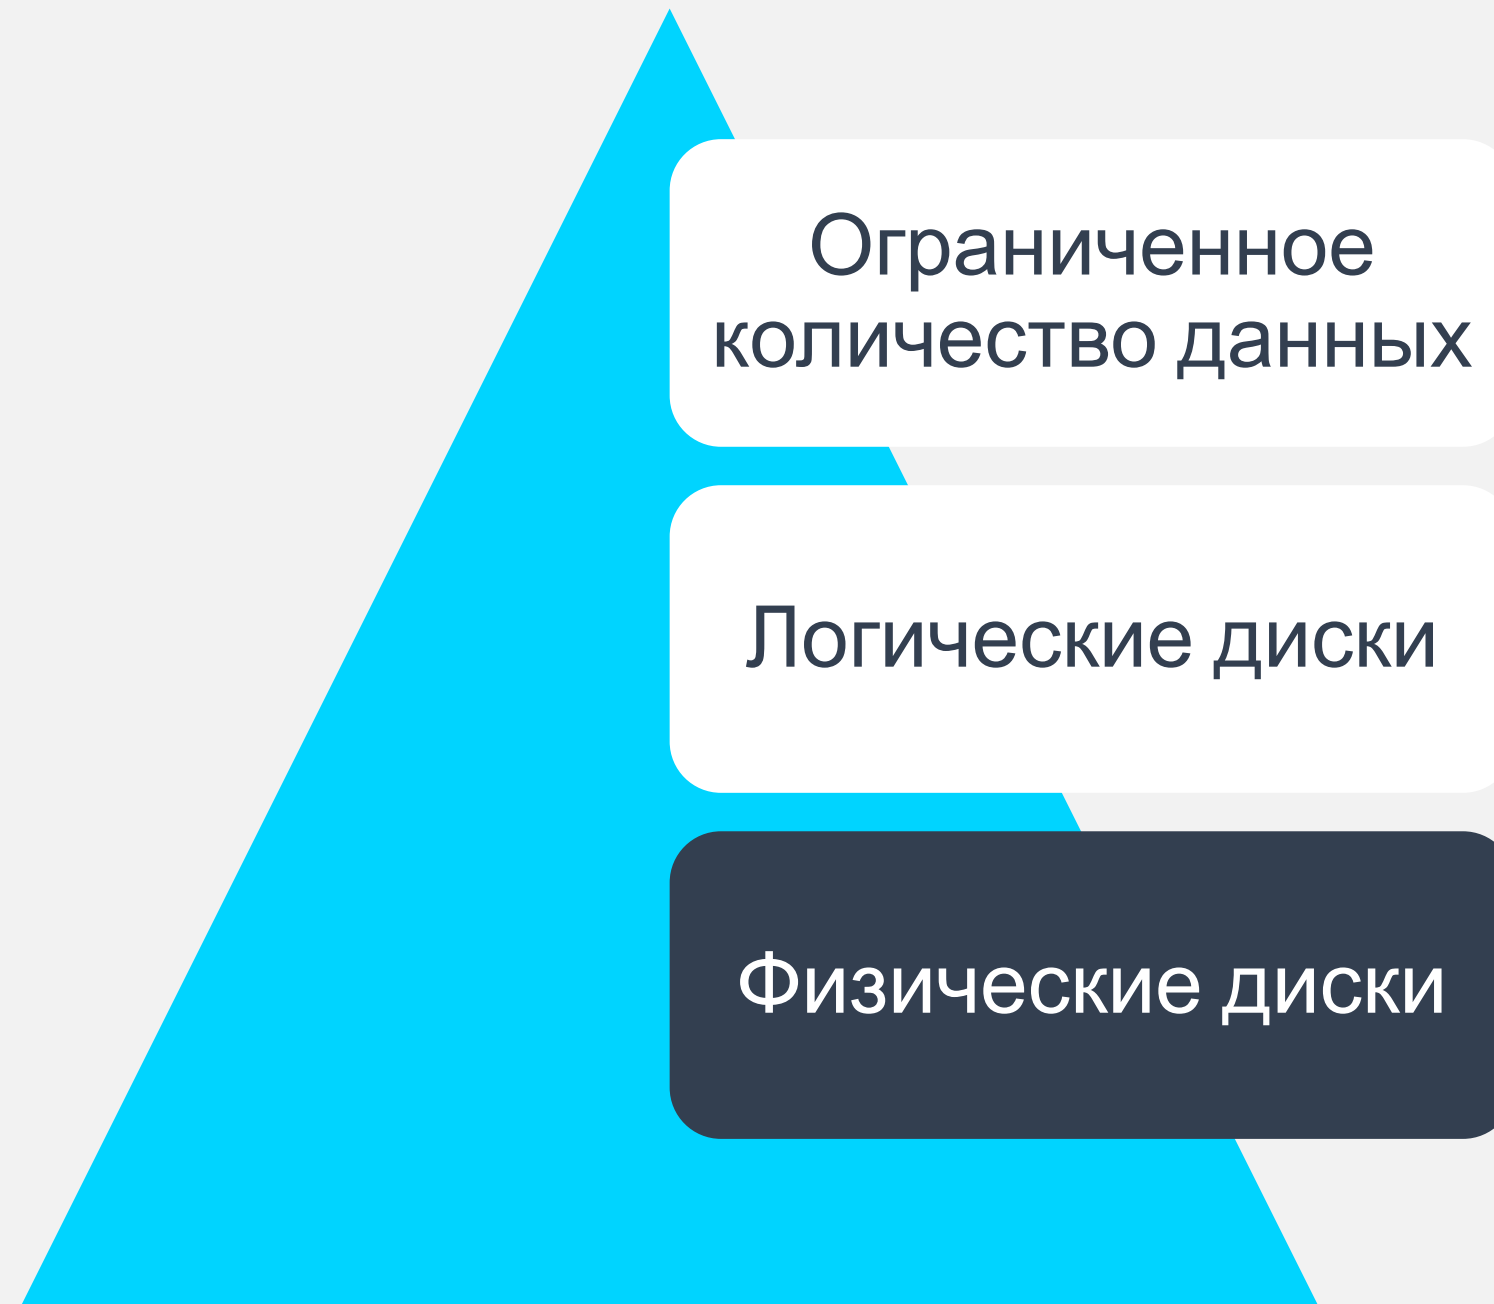 Ограниченное
количество данных
Логические диски
Физические диски